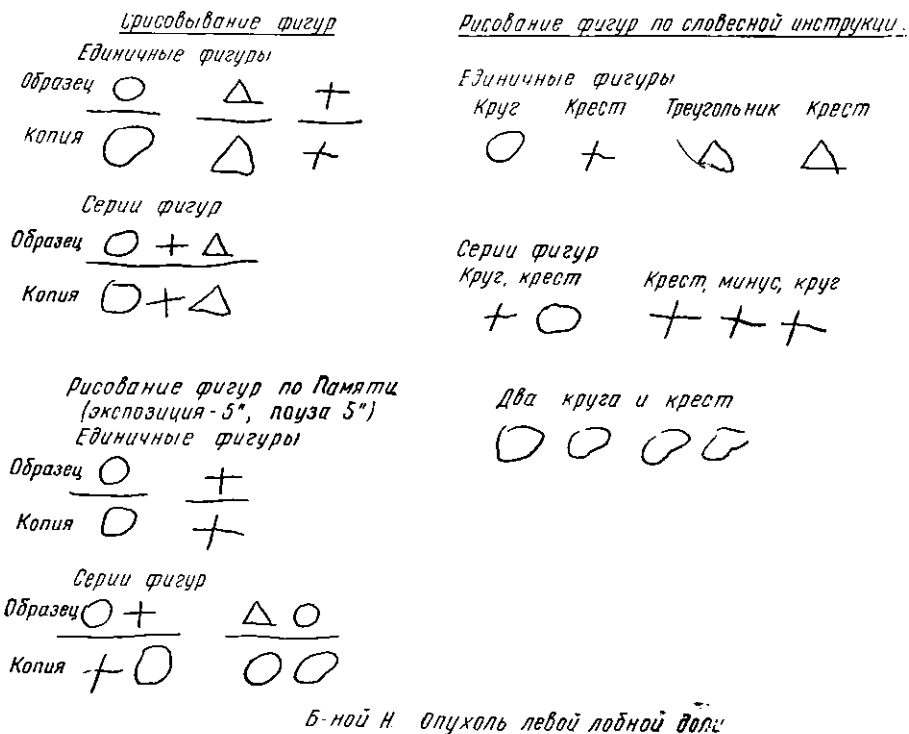 Срисовывание фигур
Единичные фигуры
Образец
Копия
Серии фигур
Образец
Копия
Рисование фигур по Памяти
(экспозиция - 5", пауза 5")
Единичные фигуры
Образец
Копия
Серии фигур
Образец
Копия
Рисование фигур по словесной инструкции.
Единичные фигуры
Круг Крест Треугольник Крест
Серии фигур
Круг, крест Крест, минус, круг
Два круга и крест
Б-ной Н. Опухоль левой лобной доли